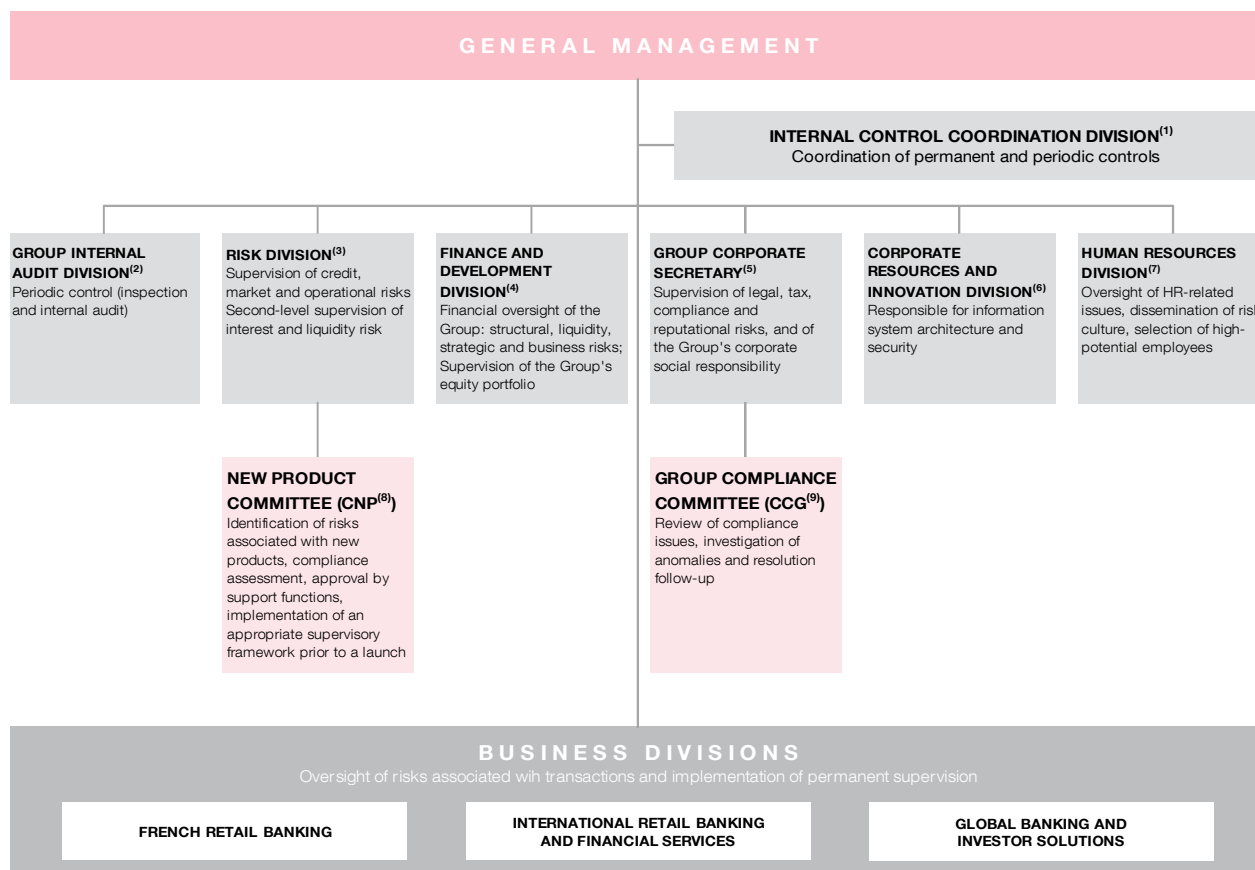 GENERAL MANAGEMENT
INTERNAL CONTROL COORDINATION DIVISION(1)
Coordination of permanent and periodic controls
GROUP INTERNAL
AUDIT DIVISION(2)
Periodic control (inspection
and internal audit)
RISK DIVISION(3)
Supervision of credit,
market and operational risks
Second-level supervision of
interest and liquidity risk
FINANCE AND
DEVELOPMENT
DIVISION(4)
Financial oversight of the
Group: structural, liquidity,
strategic and business risks;
Supervision of the Group's
equity portfolio
GROUP CORPORATE
SECRETARY(5)
Supervision of legal, tax,
compliance and
reputational risks, and of
the Group's corporate
social responsibility
CORPORATE
RESOURCES AND
INNOVATION DIVISION(6)
Responsible for information
system architecture and
security
HUMAN RESOURCES
DIVISION(7)
Oversight of HR-related
issues, dissemination of risk
culture, selection of high-
potential employees
NEW PRODUCT
COMMITTEE (CNP(8))
Identification of risks
associated with new
products, compliance
assessment, approval by
support functions,
implementation of an
appropriate supervisory
framework prior to a launch
GROUP COMPLIANCE
COMMITTEE (CCG(9))
Review of compliance
issues, investigation of
anomalies and resolution
follow-up
BUSINESS DIVISIONS
Oversight of risks associated wih transactions and implementation of permanent supervision
FRENCH RETAIL BANKING
INTERNATIONAL RETAIL BANKING
AND FINANCIAL SERVICES
GLOBAL BANKING AND
INVESTOR SOLUTIONS